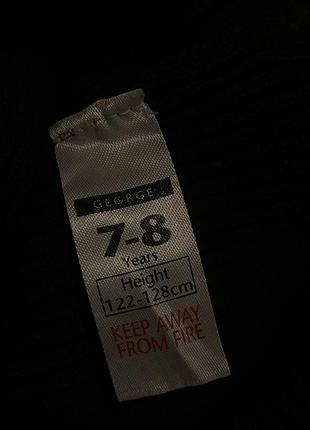 GEORGE.
7-8
Years
Height
122-128cm
KEEP AWAY
FROM FIRE